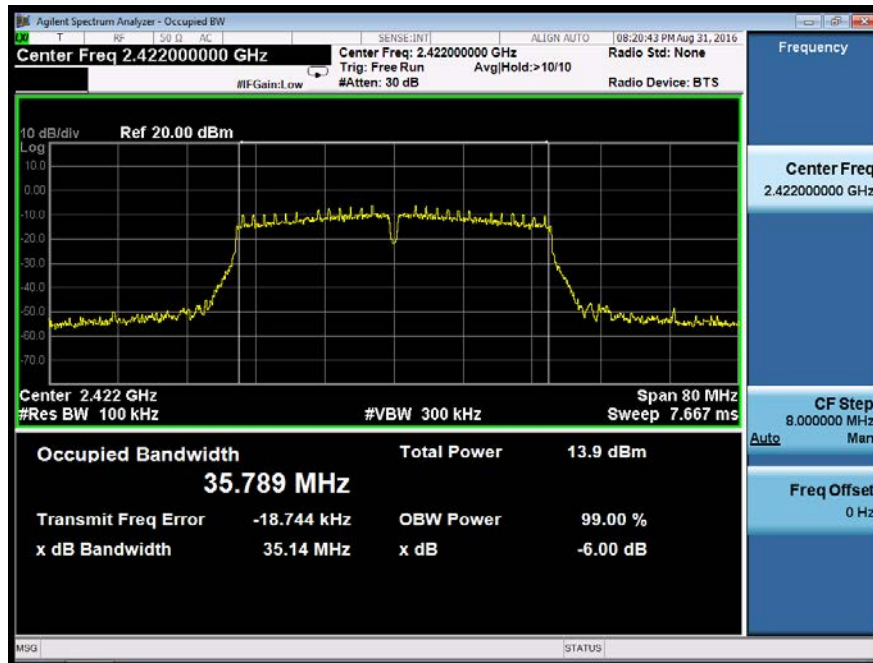 Agilent Spectrum Analyzer - Occupied BW
LXI T RF 50 Ω AC SENSE:INT ALIGN AUTO 08:20:43 PM Aug 31, 2016
Center Freq 2.422000000 GHz
Center Freq: 2.422000000 GHz
Radio Std: None
Trig: Free Run Avg|Hold:>10/10
#IFGain:Low
#Atten: 30 dB
Radio Device: BTS
10 dB/div Ref 20.00 dBm
Log
10.0
0.00
-10.0
-20.0
-30.0
-40.0
-50.0
-60.0
-70.0
Center 2.422 GHz Span 80 MHz
#Res BW 100 kHz #VBW 300 kHz Sweep 7.667 ms
Occupied Bandwidth Total Power 13.9 dBm
35.789 MHz
Transmit Freq Error -18.744 kHz OBW Power 99.00 %
x dB Bandwidth 35.14 MHz x dB -6.00 dB
MSG STATUS
Frequency
Center Freq
2.422000000 GHz
CF Step
8.000000 MHz
Auto Man
Freq Offset
0 Hz